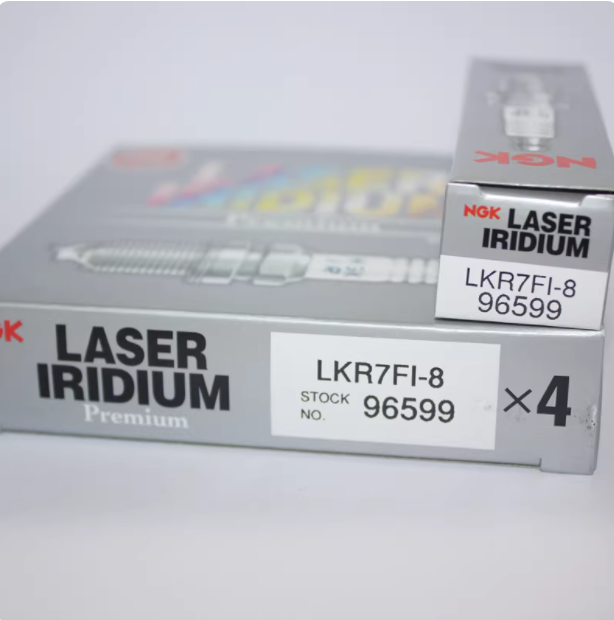 NGK
NGK
LASER
IRIDIUM
LKR7FI-8
96599
LASER
IRIDIUM
Premium
LKR7FI-8
STOCK
NO.
96599
×4